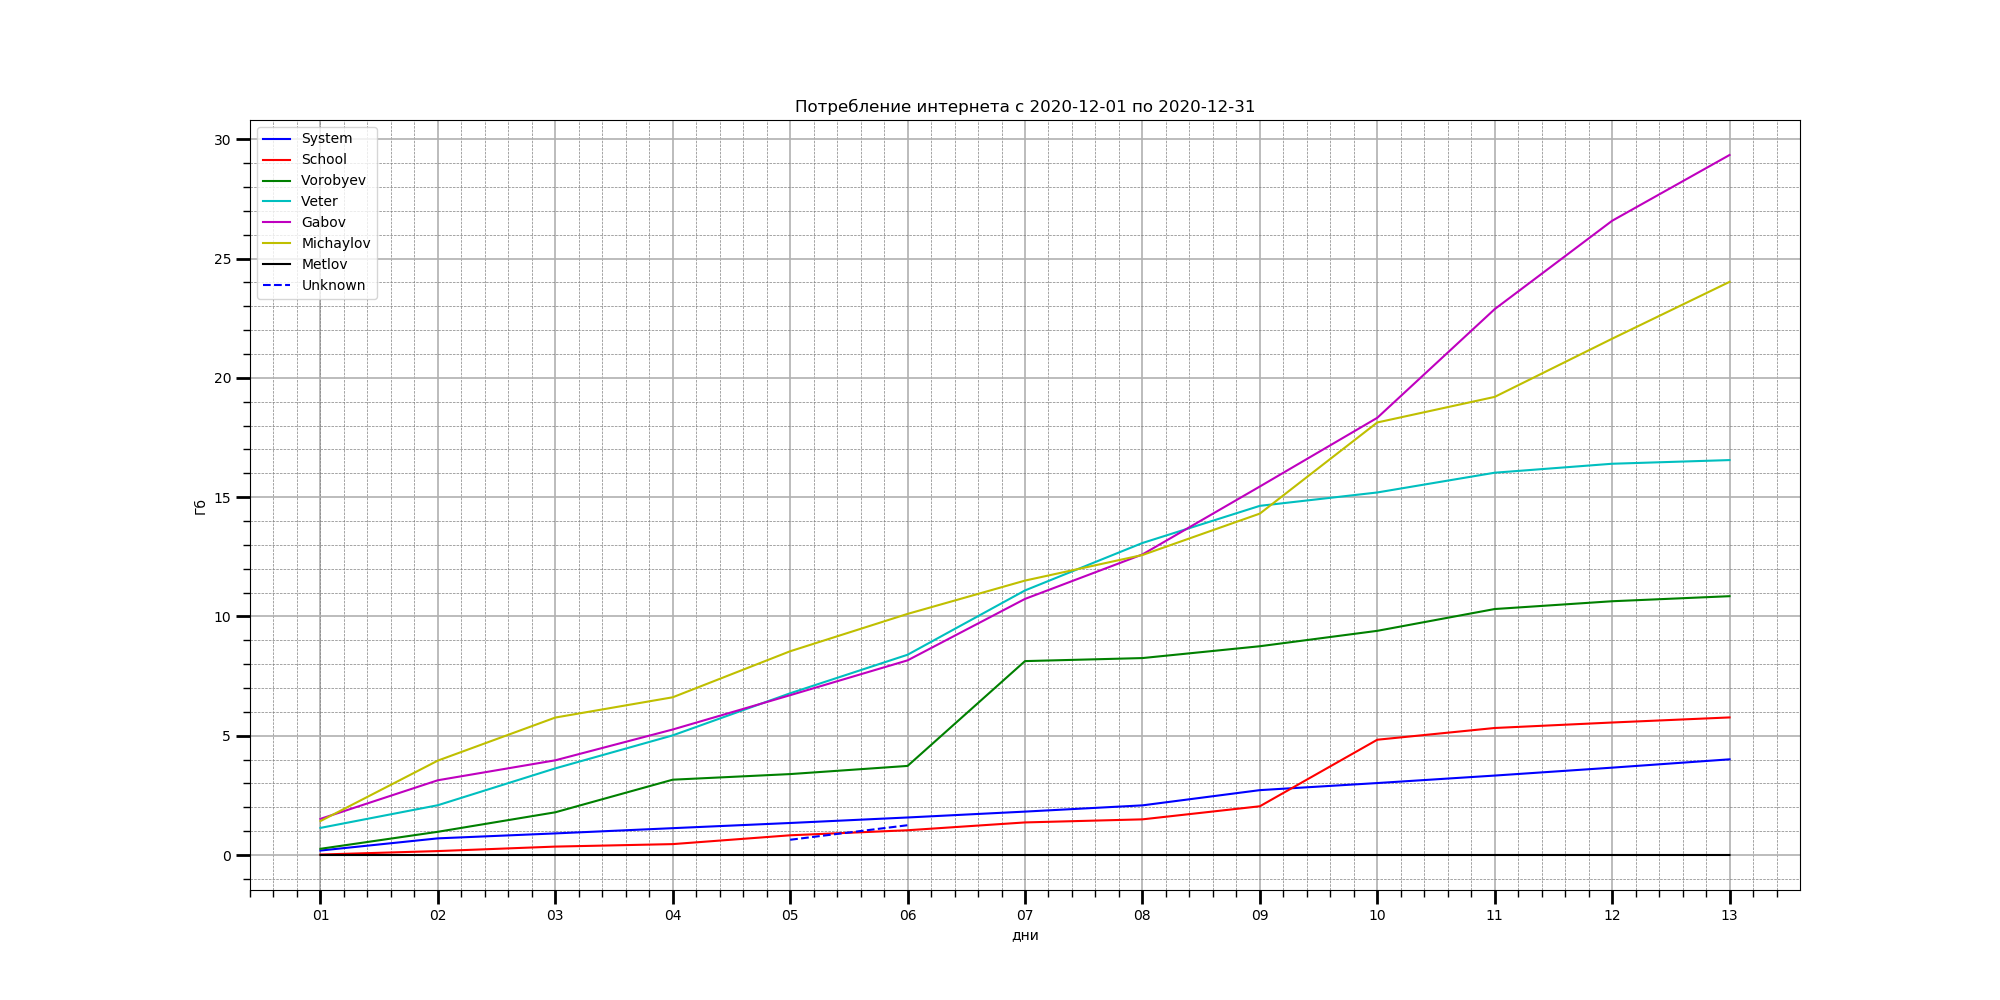 Потребление интернета с 2020-12-01 по 2020-12-31
System
School
Vorobyev
Veter
Gabov
Michaylov
Metlov
Unknown
30
25
20
15
10
5
0
Гб
01 02 03 04 05 06 07 08 09 10 11 12 13
дни